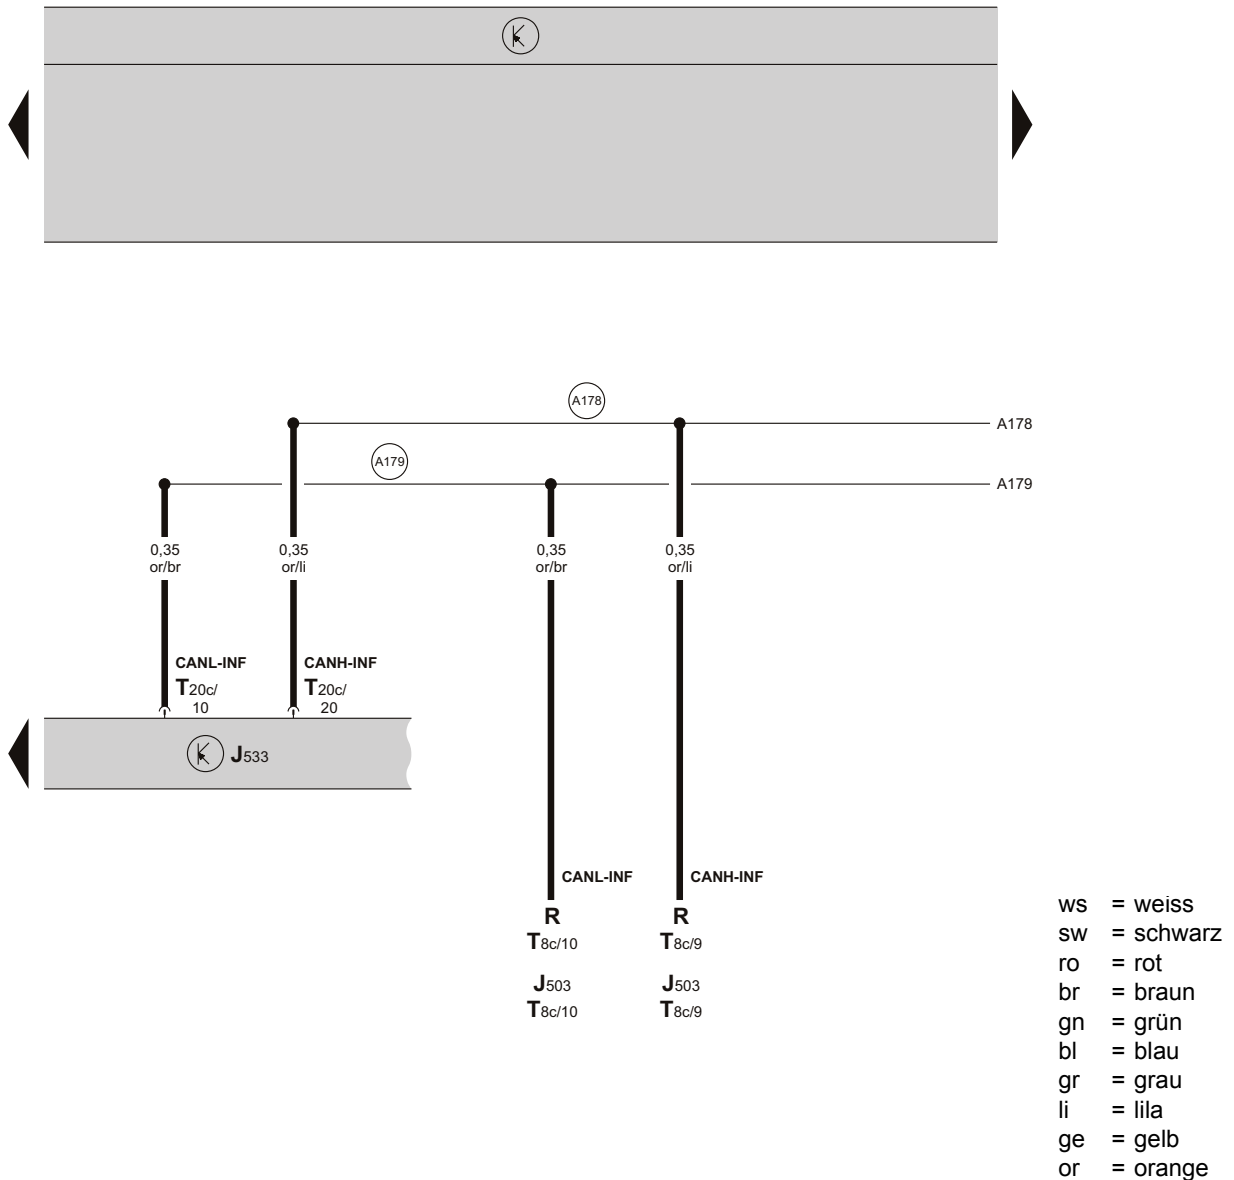 A178
A178
A179
A179
0,35 0,35 0,35 0,35
or/br or/li or/br or/li
CANL-INF CANH-INF
T20c/ T20c/
10 20
J533
CANL-INF CANH-INF
R R
T8c/10 T8c/9
J503 J503
T8c/10 T8c/9
ws = weiss
sw = schwarz
ro = rot
br = braun
gn = grün
bl = blau
gr = grau
li = lila
ge = gelb
or = orange